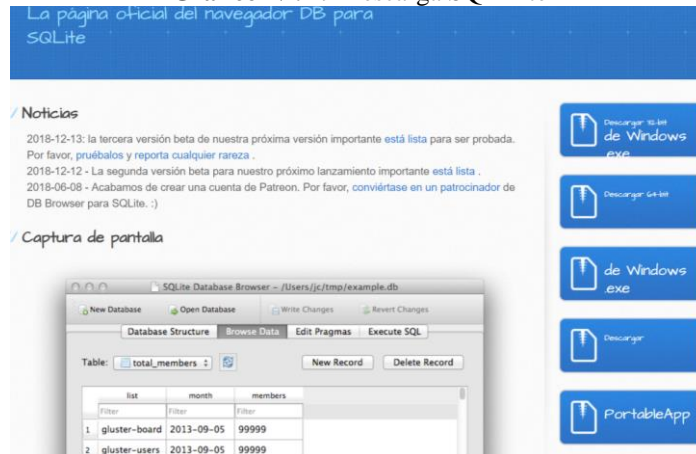 La página oficial del navegador DB para
SQLite
Noticias
2018-12-13: la tercera versión beta de nuestra próxima versión importante está lista para ser probada.
Por favor, pruébalos y reporta cualquier rareza .
2018-12-12 - La segunda versión beta para nuestro próximo lanzamiento importante está lista .
2018-06-08 - Acabamos de crear una cuenta de Patreon. Por favor, conviértase en un patrocinador de
DB Browser para SQLite. :)
Captura de pantalla
SQLite Database Browser - /Users/jc/tmp/example.db
New Database Open Database Write Changes Revert Changes
Database Structure Browse Data Edit Pragmas Execute SQL
Table: total_members New Record Delete Record
list month members
Filter Filter Filter
1 gluster-board 2013-09-05 99999
2 gluster-users 2013-09-05 99999
Descargar 32-bit
de Windows
.exe
Descargar 64-bit
de Windows
.exe
Descargar
PortableApp